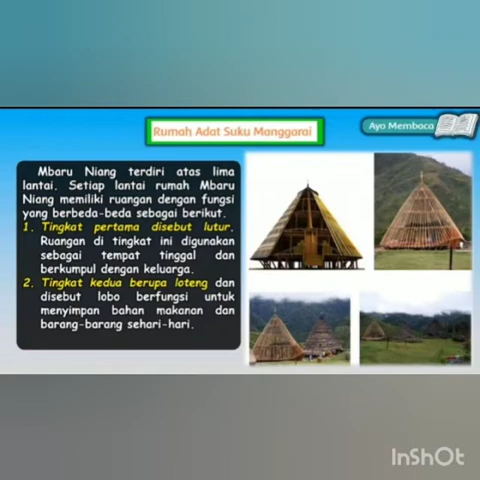 Rumah Adat Suku Manggarai
Ayo Membaca
Mbaru Niang terdiri atas lima
lantai. Setiap lantai rumah Mbaru
Niang memiliki ruangan dengan fungsi
yang berbeda-beda sebagai berikut.
1. Tingkat pertama disebut lutur.
Ruangan di tingkat ini digunakan
sebagai tempat tinggal dan
berkumpul dengan keluarga.
2. Tingkat kedua berupa loteng dan
disebut lobo berfungsi untuk
menyimpan bahan makanan dan
barang-barang sehari-hari.
InShOt